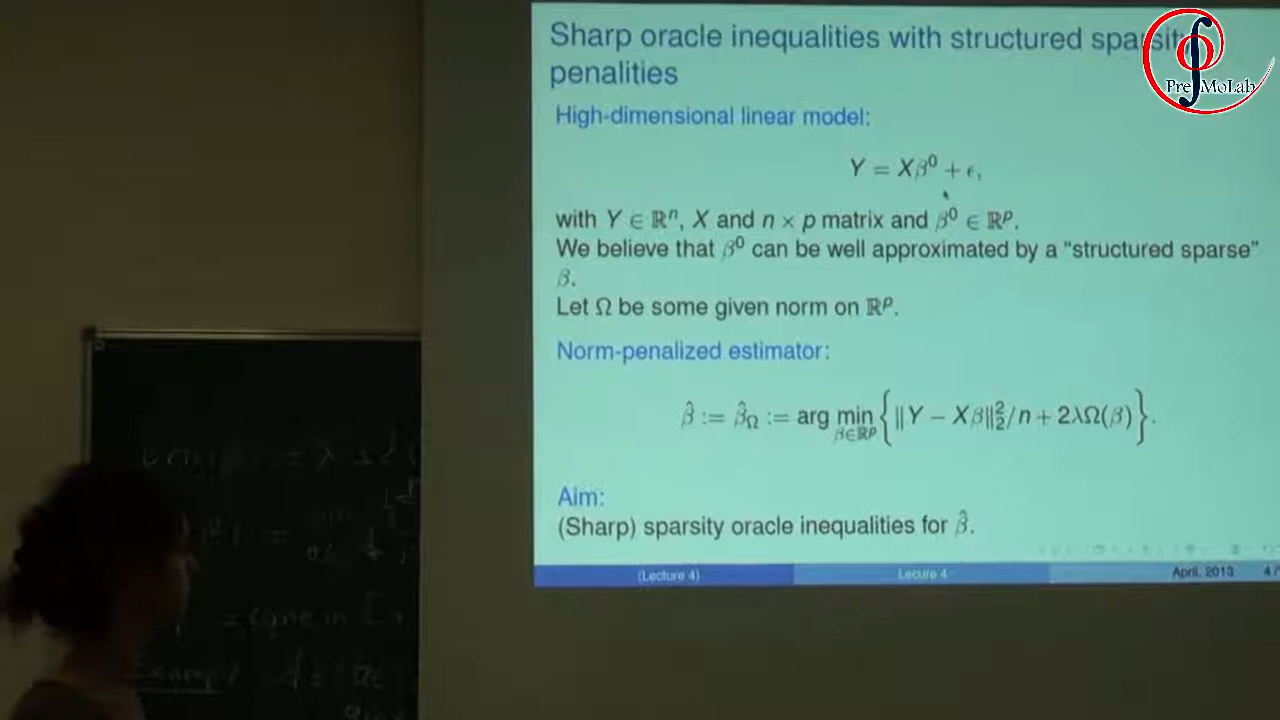 Sharp oracle inequalities with structured sparsity
penalities
PreMoLab
High-dimensional linear model:
Y = Xβ⁰ + ϵ,
with Y ∈ ℝⁿ, X and n × p matrix and β⁰ ∈ ℝᵖ.
We believe that β⁰ can be well approximated by a “structured sparse”
β.
Let Ω be some given norm on ℝᵖ.
Norm-penalized estimator:
β̂ := β̂_Ω := arg min_{β∈ℝᵖ} { ‖Y − Xβ‖₂²/n + 2λΩ(β) }.
Aim:
(Sharp) sparsity oracle inequalities for β̂.
(Lecture 4) Lecure 4 April, 2013 4 /
Example